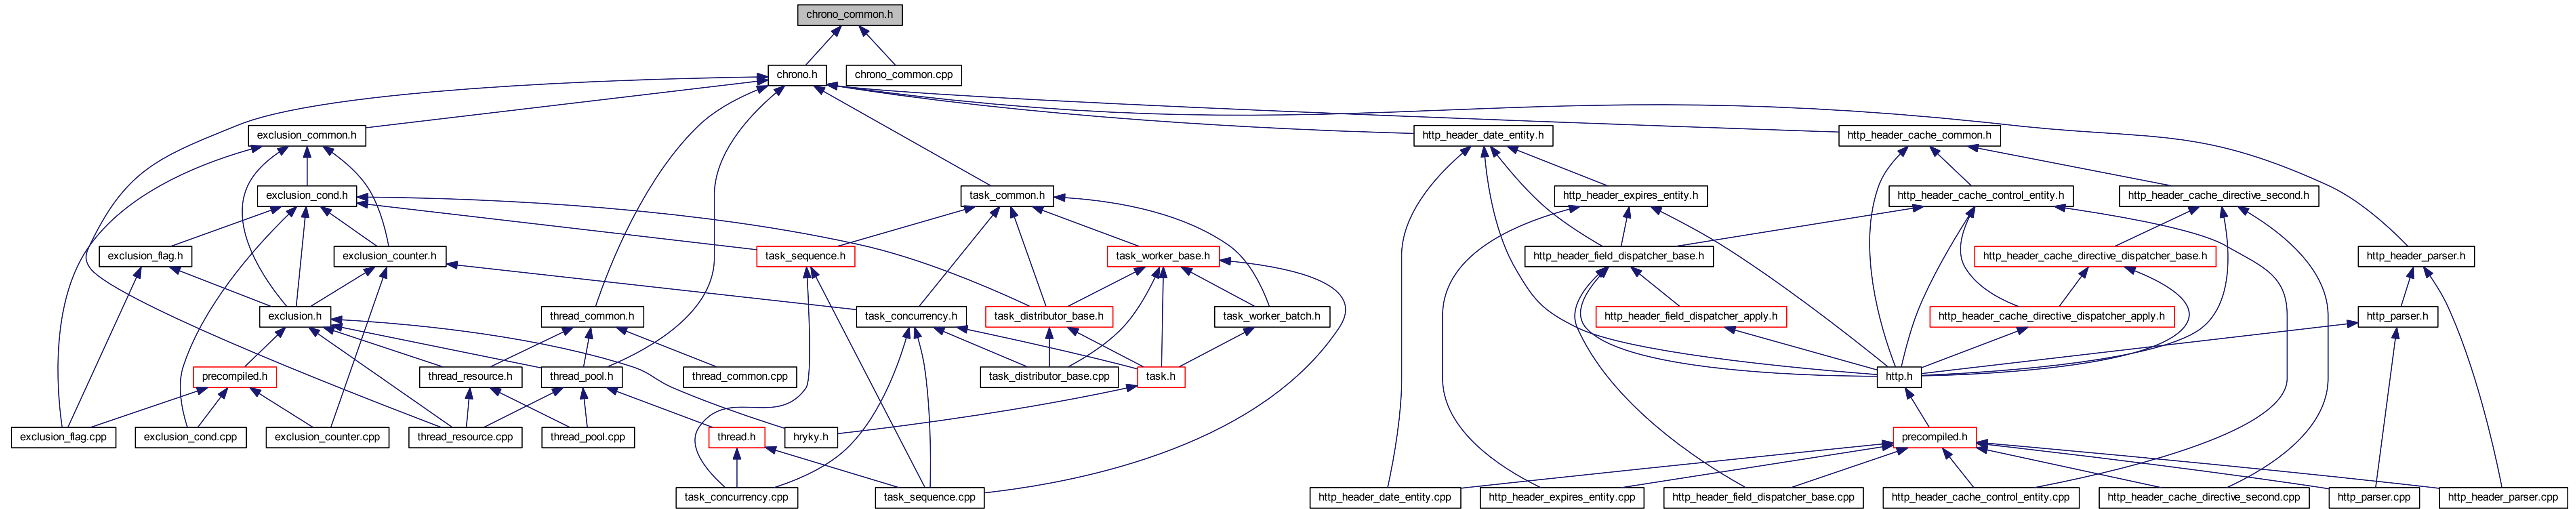 chrono_common.h
chrono.h
chrono_common.cpp
exclusion_common.h
http_header_date_entity.h
http_header_cache_common.h
exclusion_cond.h
task_common.h
http_header_expires_entity.h
http_header_cache_control_entity.h
http_header_cache_directive_second.h
exclusion_flag.h
exclusion_counter.h
task_sequence.h
task_worker_base.h
http_header_field_dispatcher_base.h
http_header_cache_directive_dispatcher_base.h
http_header_parser.h
exclusion.h
thread_common.h
task_concurrency.h
task_distributor_base.h
task_worker_batch.h
http_header_field_dispatcher_apply.h
http_header_cache_directive_dispatcher_apply.h
http_parser.h
precompiled.h
thread_resource.h
thread_pool.h
thread_common.cpp
task_distributor_base.cpp
task.h
http.h
exclusion_flag.cpp
exclusion_cond.cpp
exclusion_counter.cpp
thread_resource.cpp
thread_pool.cpp
thread.h
hryky.h
precompiled.h
task_concurrency.cpp
task_sequence.cpp
http_header_date_entity.cpp
http_header_expires_entity.cpp
http_header_field_dispatcher_base.cpp
http_header_cache_control_entity.cpp
http_header_cache_directive_second.cpp
http_parser.cpp
http_header_parser.cpp